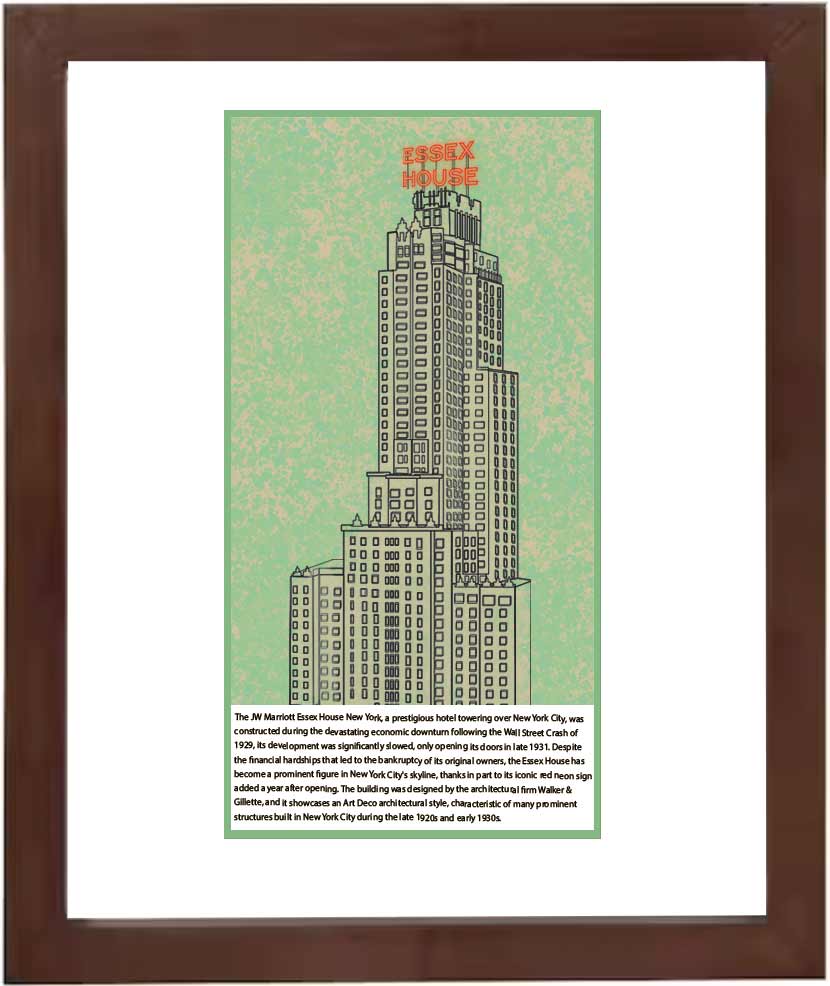 ESSEX
HOUSE
The JW Marriott Essex House New York, a prestigious hotel towering over New York City, was
constructed during the devastating economic downturn following the Wall Street Crash of
1929, its development was significantly slowed, only opening its doors in late 1931. Despite
the financial hardships that led to the bankruptcy of its original owners, the Essex House has
become a prominent figure in New York City's skyline, thanks in part to its iconic red neon sign
added a year after opening. The building was designed by the architectural firm Walker &
Gillette, and it showcases an Art Deco architectural style, characteristic of many prominent
structures built in New York City during the late 1920s and early 1930s.